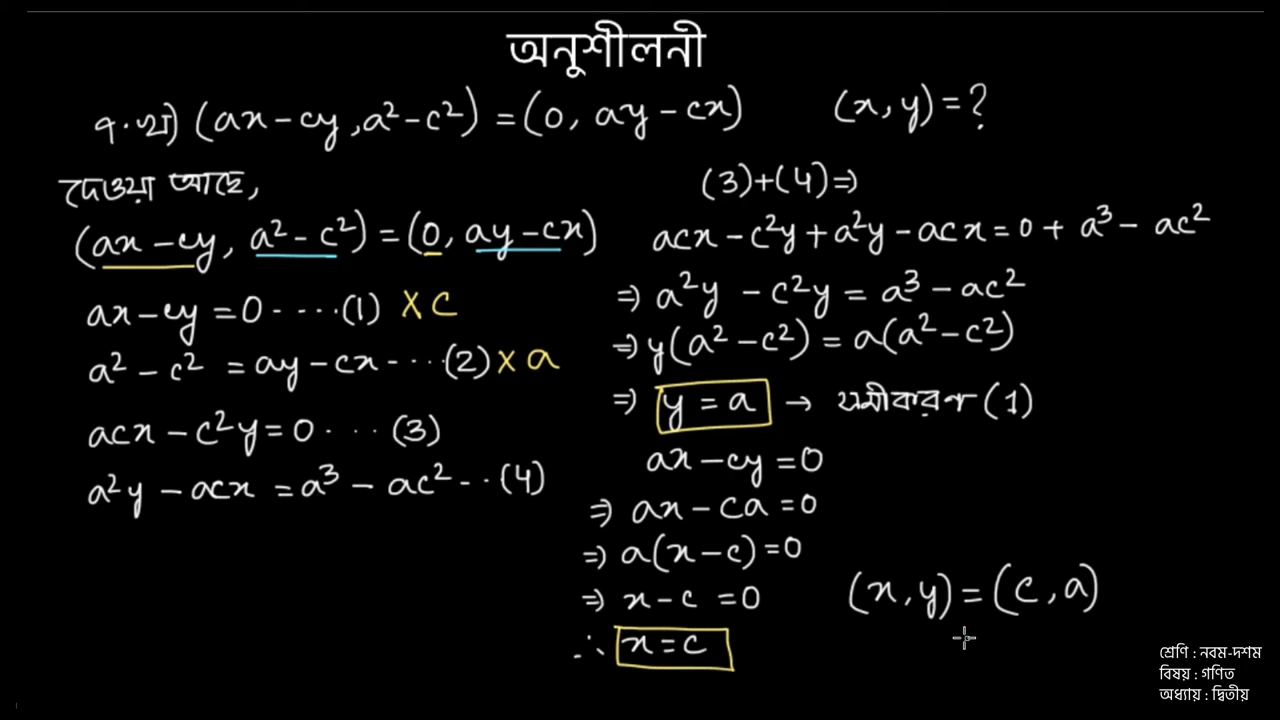 অনুশীলনী
৭.খ) (ax-cy, a²-c²) = (0, ay-cx)
(x, y) = ?
দেওয়া আছে,
(ax-cy, a²-c²) = (0, ay-cx)
ax-cy = 0 - ....(1) × c
a² - c² = ay-cx - ...(2) × a
acx - c²y = 0 ... (3)
a²y - acx = a³ - ac² -..(4)
(3)+(4)⇒
acx - c²y + a²y - acx = 0 + a³ - ac²
⇒ a²y - c²y = a³ - ac²
⇒ y(a² - c²) = a(a² - c²)
⇒ y = a → সমীকরণ (1)
ax - cy = 0
⇒ ax - ca = 0
⇒ a(x-c) = 0
⇒ x-c = 0
∴ x = c
(x, y) = (c, a)
শ্রেণি : নবম-দশম
বিষয় : গণিত
অধ্যায় : দ্বিতীয়